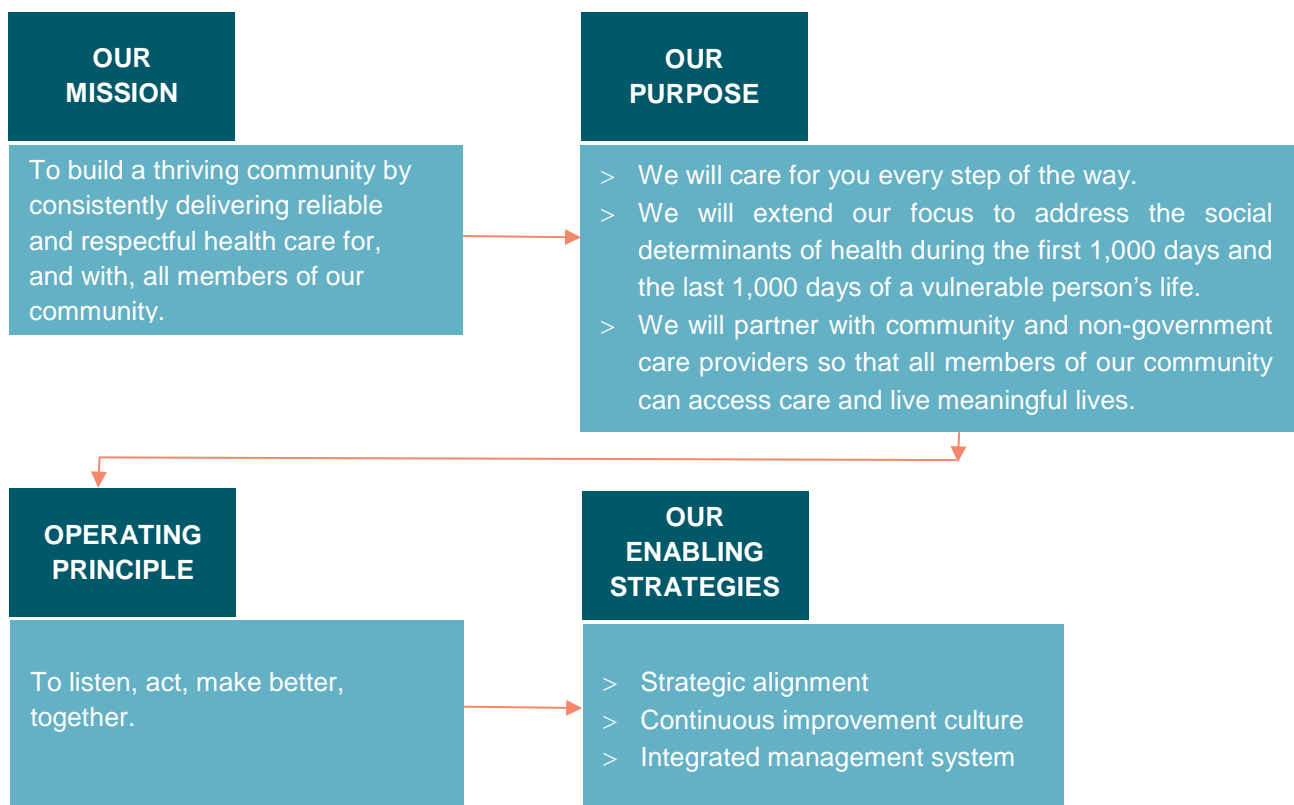 OUR
MISSION
To build a thriving community by
consistently delivering reliable
and respectful health care for,
and with, all members of our
community.
OUR
PURPOSE
> We will care for you every step of the way.
> We will extend our focus to address the social
determinants of health during the first 1,000 days and
the last 1,000 days of a vulnerable person’s life.
> We will partner with community and non-government
care providers so that all members of our community
can access care and live meaningful lives.
OPERATING
PRINCIPLE
To listen, act, make better,
together.
OUR
ENABLING
STRATEGIES
> Strategic alignment
> Continuous improvement culture
> Integrated management system